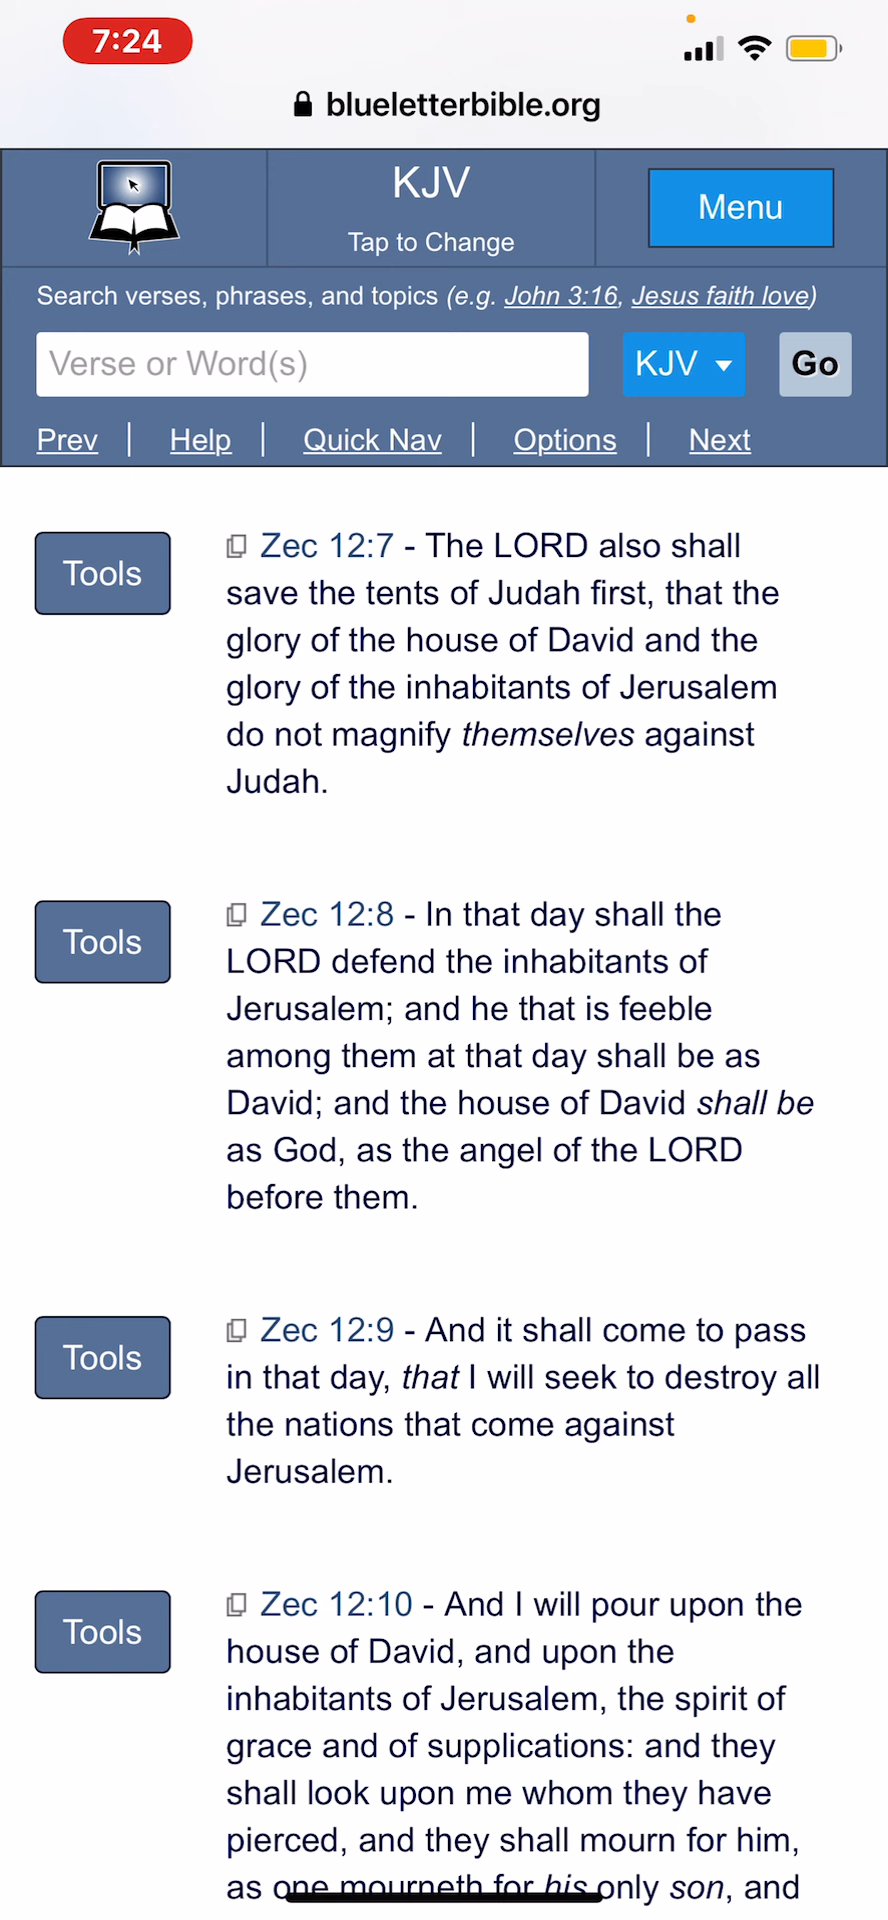 7:24
blueletterbible.org
KJV
Tap to Change
Menu
Search verses, phrases, and topics (e.g. John 3:16, Jesus faith love)
Verse or Word(s)
KJV
Go
Prev | Help | Quick Nav | Options | Next
Tools
Zec 12:7 - The LORD also shall
save the tents of Judah first, that the
glory of the house of David and the
glory of the inhabitants of Jerusalem
do not magnify themselves against
Judah.
Tools
Zec 12:8 - In that day shall the
LORD defend the inhabitants of
Jerusalem; and he that is feeble
among them at that day shall be as
David; and the house of David shall be
as God, as the angel of the LORD
before them.
Tools
Zec 12:9 - And it shall come to pass
in that day, that I will seek to destroy all
the nations that come against
Jerusalem.
Tools
Zec 12:10 - And I will pour upon the
house of David, and upon the
inhabitants of Jerusalem, the spirit of
grace and of supplications: and they
shall look upon me whom they have
pierced, and they shall mourn for him,
as one mourneth for his only son, and